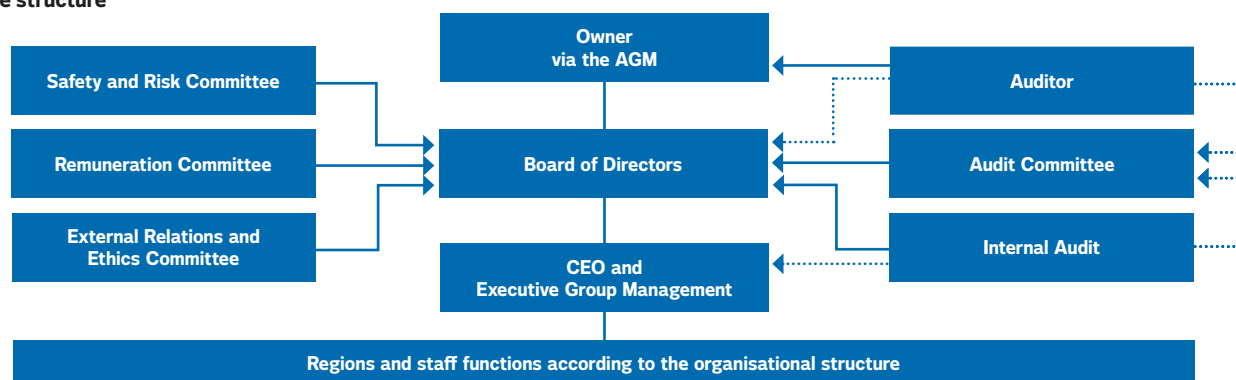 e structure
Owner
via the AGM
Safety and Risk Committee
Auditor
Remuneration Committee
Board of Directors
Audit Committee
External Relations and
Ethics Committee
Internal Audit
CEO and
Executive Group Management
Regions and staff functions according to the organisational structure